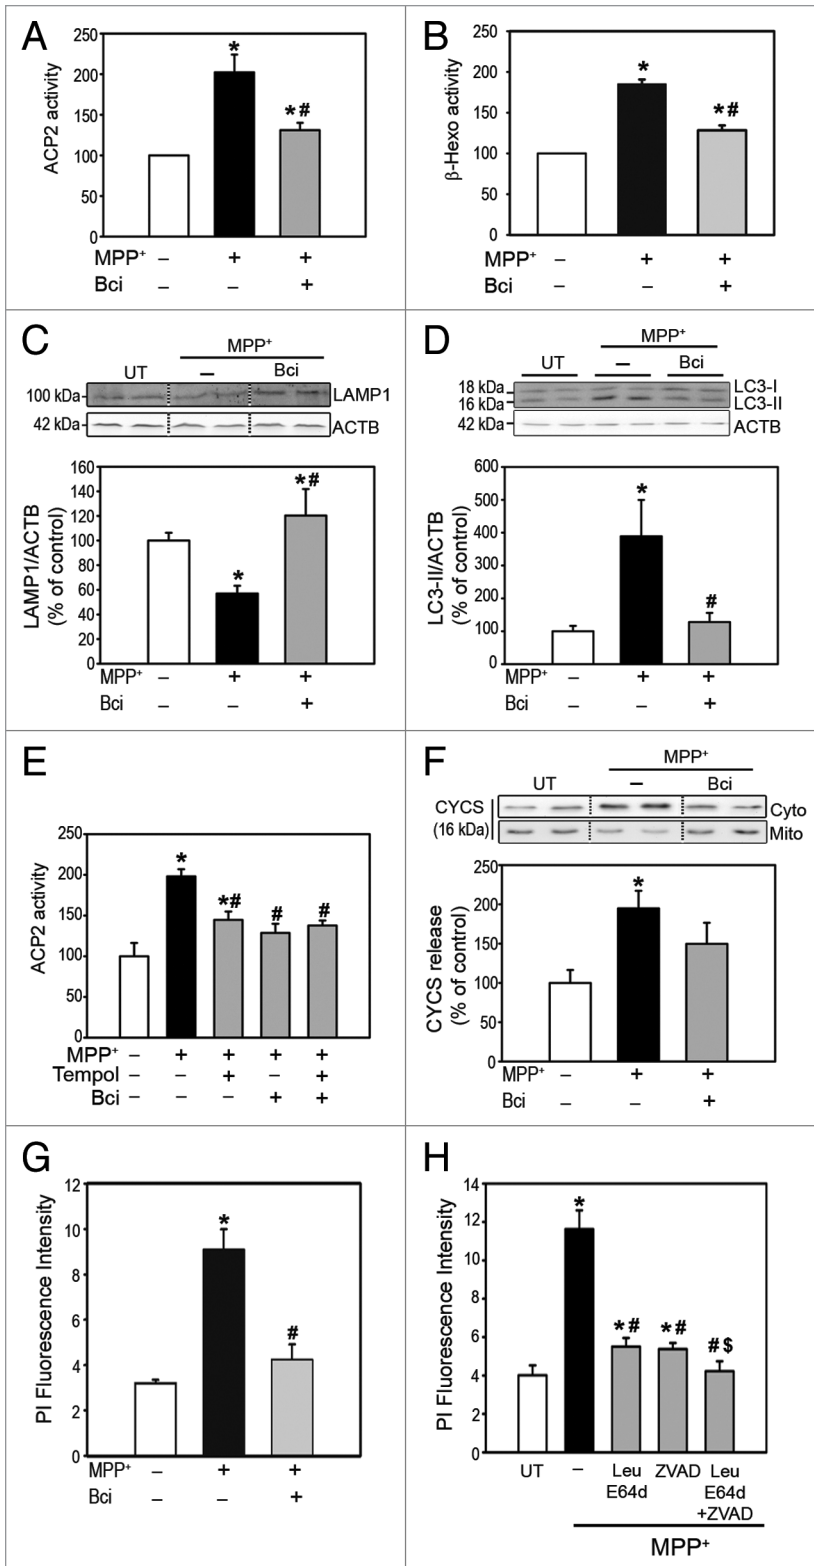 A
ACP2 activity
250
200
150
100
50
0
*
*#
MPP⁺ – + +
Bci – – +
B
β-Hexo activity
250
200
150
100
50
0
*
*#
MPP⁺ – + +
Bci – – +
C
MPP⁺
UT – Bci
100 kDa LAMP1
42 kDa ACTB
LAMP1/ACTB
(% of control)
160
140
120
100
80
60
40
20
0
*
*#
MPP⁺ – + +
Bci – – +
D
MPP⁺
UT – Bci
18 kDa LC3-I
16 kDa LC3-II
42 kDa ACTB
LC3-II/ACTB
(% of control)
600
500
400
300
200
100
0
*
#
MPP⁺ – + +
Bci – – +
E
ACP2 activity
250
200
150
100
50
0
*
*#
#
#
MPP⁺ – + + + +
Tempol – – + – +
Bci – – – + +
F
MPP⁺
UT – Bci
CYCS
(16 kDa)
Cyto
Mito
CYCS release
(% of control)
250
200
150
100
50
0
*
MPP⁺ – + +
Bci – – +
G
PI Fluorescence Intensity
12
10
8
6
4
2
0
*
#
MPP⁺ – + +
Bci – – +
H
PI Fluorescence Intensity
14
12
10
8
6
4
2
0
*
*#
*#
#$
UT – Leu ZVAD Leu
E64d E64d
+ZVAD
MPP⁺